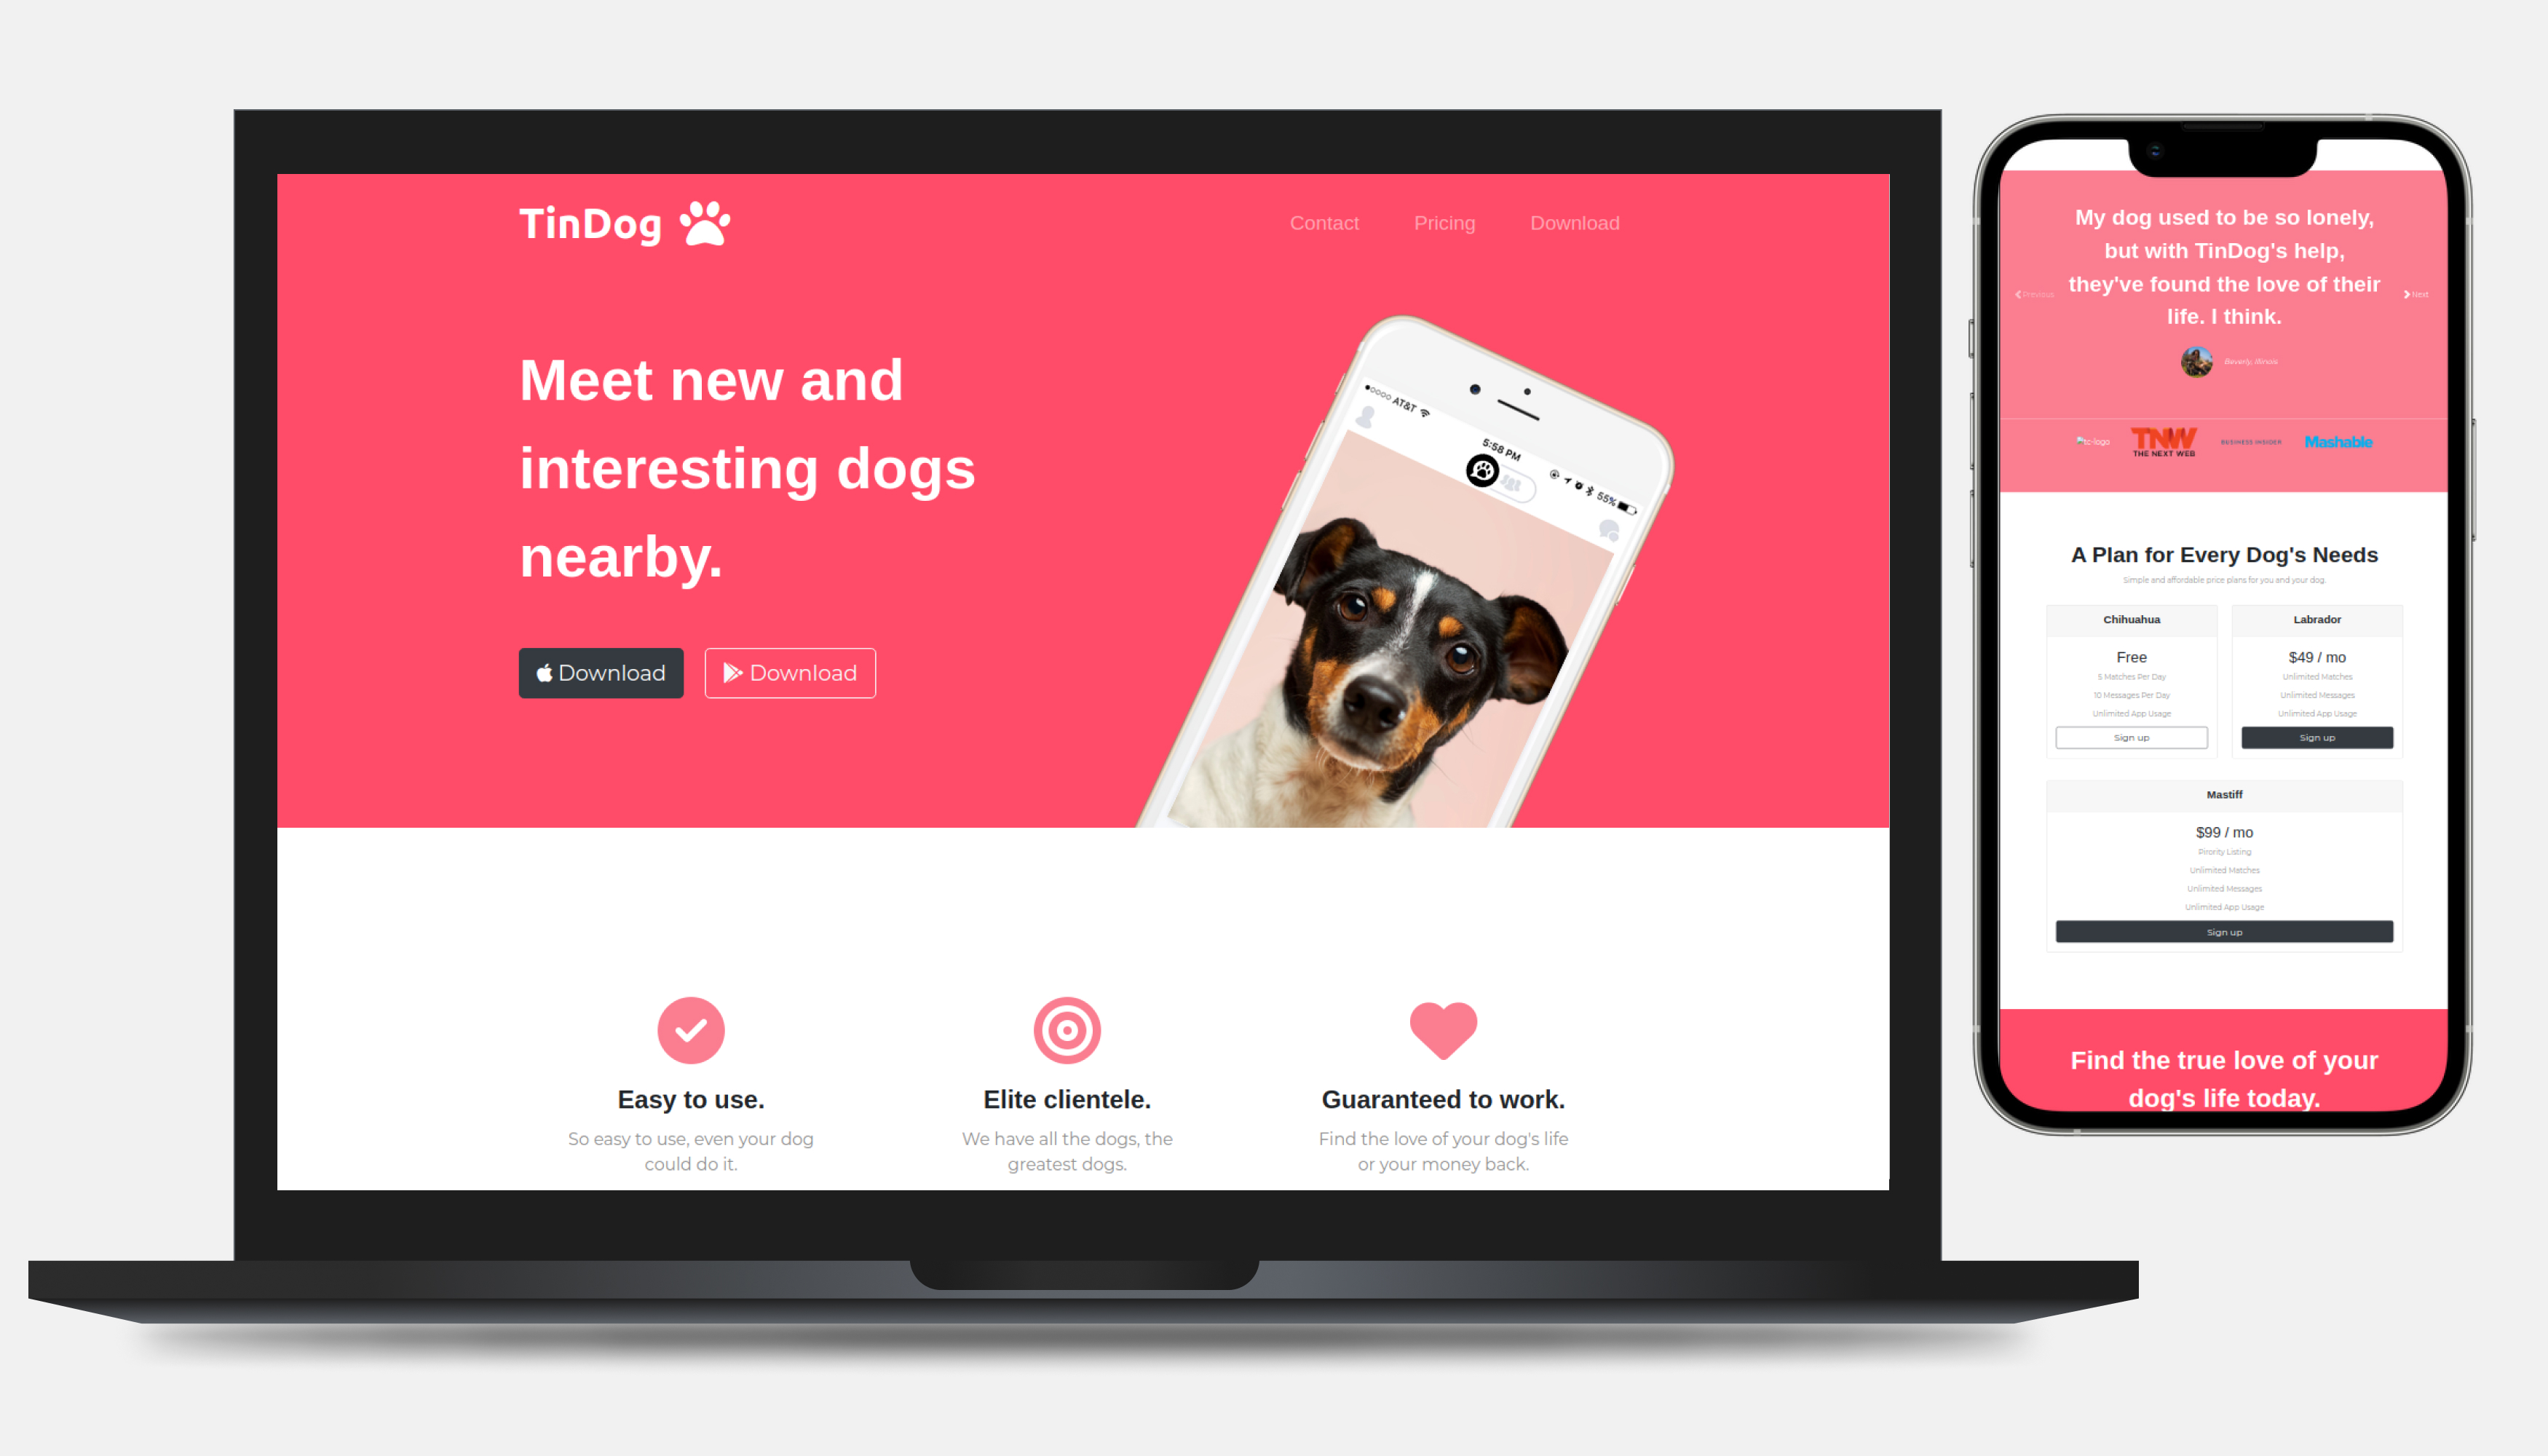 TinDog
Contact Pricing Download
Meet new and
interesting dogs
nearby.
Download Download
AT&T
5:58 PM
55%
Easy to use.
So easy to use, even your dog
could do it.
Elite clientele.
We have all the dogs, the
greatest dogs.
Guaranteed to work.
Find the love of your dog's life
or your money back.
My dog used to be so lonely,
but with TinDog's help,
they've found the love of their
life. I think.
Previous
Next
Beverly, Illinois
tc-logo
TNW
THE NEXT WEB
BUSINESS INSIDER
Mashable
A Plan for Every Dog's Needs
Simple and affordable price plans for you and your dog.
Chihuahua
Free
5 Matches Per Day
10 Messages Per Day
Unlimited App Usage
Sign up
Labrador
$49 / mo
Unlimited Matches
Unlimited Messages
Unlimited App Usage
Sign up
Mastiff
$99 / mo
Pirority Listing
Unlimited Matches
Unlimited Messages
Unlimited App Usage
Sign up
Find the true love of your
dog's life today.